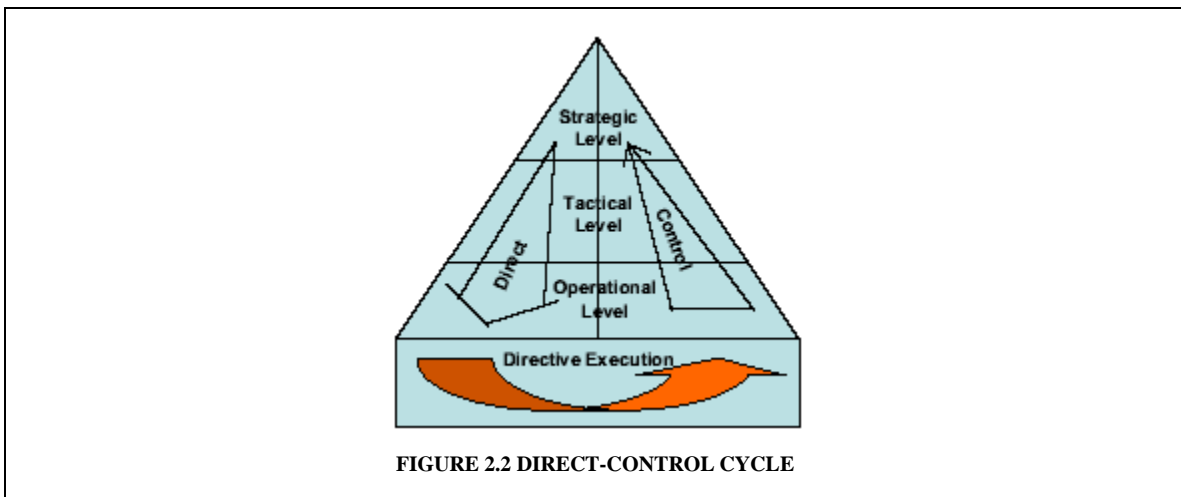 Strategic
Level
Tactical
Level
Direct
Control
Operational
Level
Directive Execution
FIGURE 2.2 DIRECT-CONTROL CYCLE